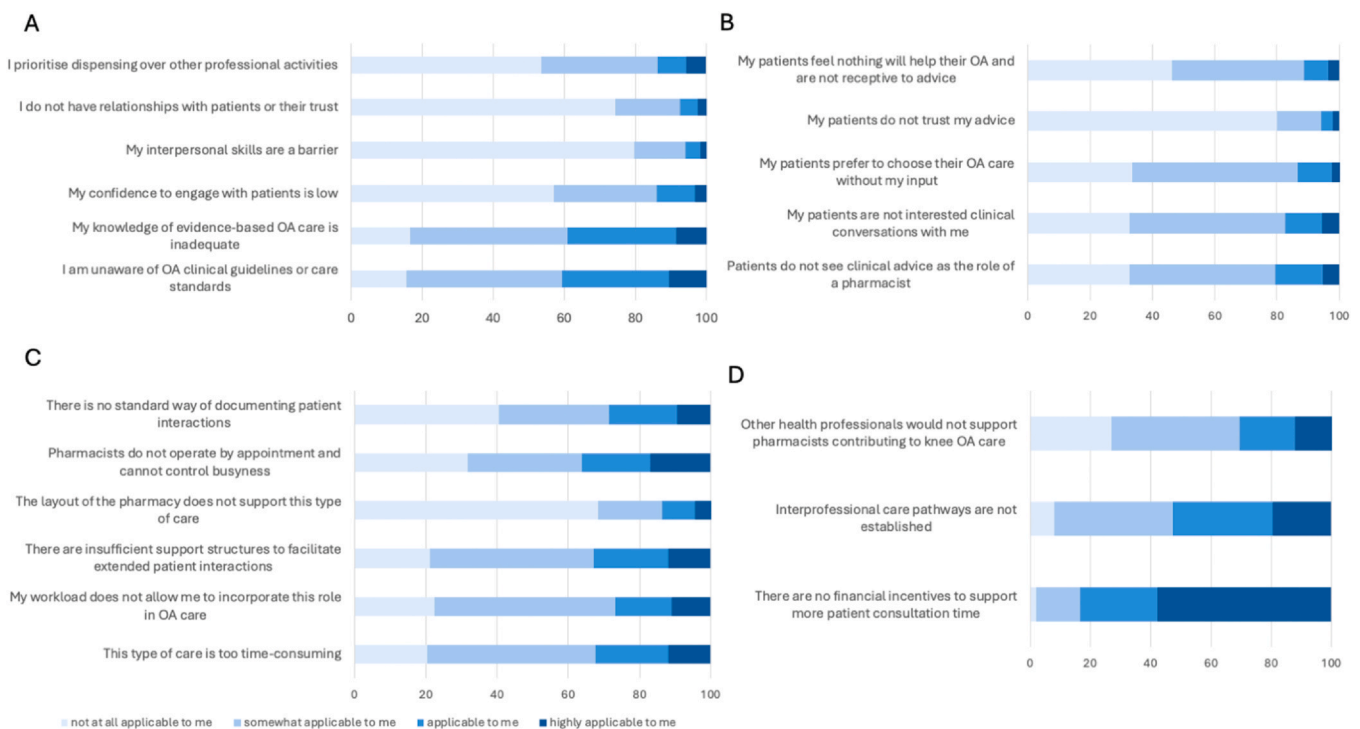 A
I prioritise dispensing over other professional activities
I do not have relationships with patients or their trust
My interpersonal skills are a barrier
My confidence to engage with patients is low
My knowledge of evidence-based OA care is
inadequate
I am unaware of OA clinical guidelines or care
standards
0 20 40 60 80 100
B
My patients feel nothing will help their OA and
are not receptive to advice
My patients do not trust my advice
My patients prefer to choose their OA care
without my input
My patients are not interested clinical
conversations with me
Patients do not see clinical advice as the role of
a pharmacist
0 20 40 60 80 100
C
There is no standard way of documenting patient
interactions
Pharmacists do not operate by appointment and
cannot control busyness
The layout of the pharmacy does not support this type
of care
There are insufficient support structures to facilitate
extended patient interactions
My workload does not allow me to incorporate this role
in OA care
This type of care is too time-consuming
0 20 40 60 80 100
D
Other health professionals would not support
pharmacists contributing to knee OA care
Interprofessional care pathways are not
established
There are no financial incentives to support
more patient consultation time
0 20 40 60 80 100
not at all applicable to me somewhat applicable to me applicable to me highly applicable to me